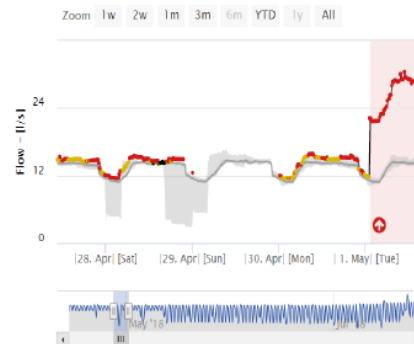 Zoom 1w 2w 1m 3m 6m YTD 1y All
Flow - [l/s]
24
12
0
28. Apr [Sat] 29. Apr [Sun] 30. Apr [Mon] 1. May [Tue]
May '18 Jul '18